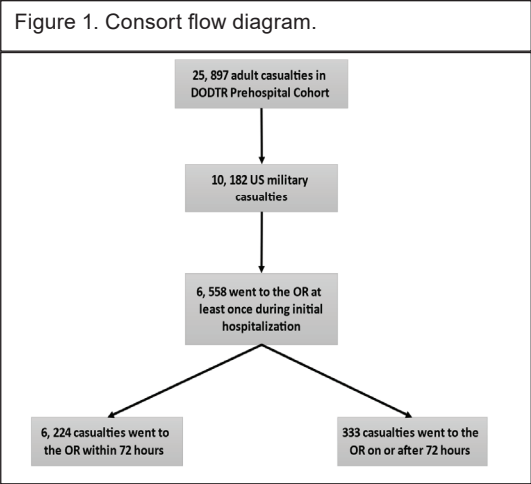 Figure 1. Consort flow diagram.
25, 897 adult casualties in
DODTR Prehospital Cohort
10, 182 US military
casualties
6, 558 went to the OR at
least once during initial
hospitalization
6, 224 casualties went to
the OR within 72 hours
333 casualties went to the
OR on or after 72 hours